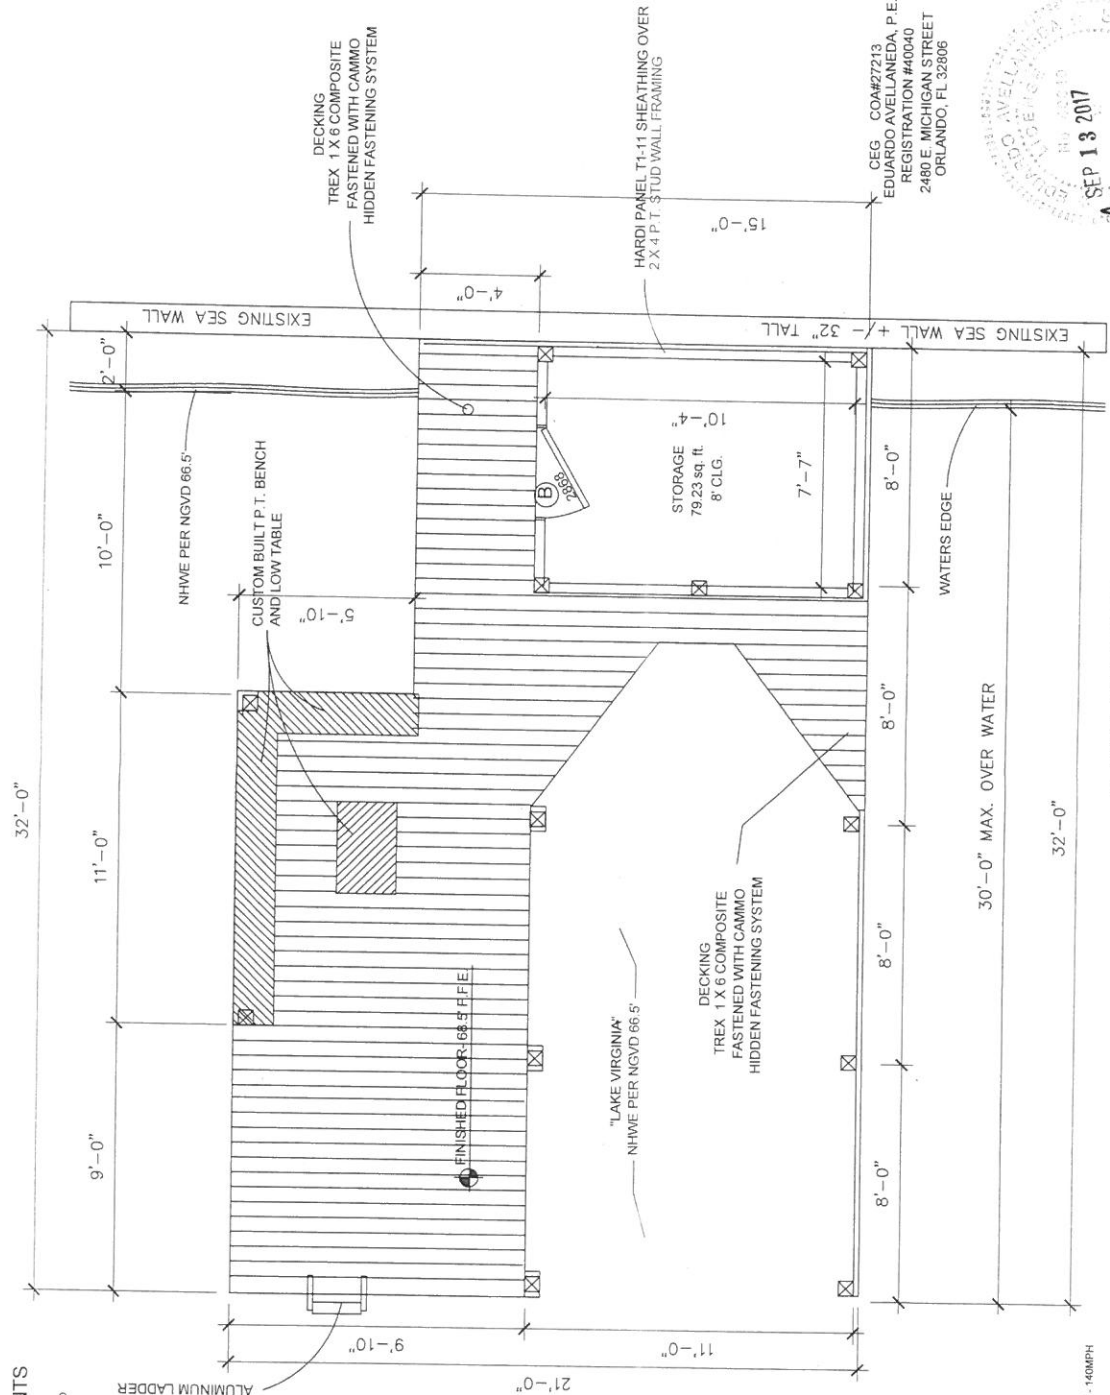 DECKING
TREX 1 X 6 COMPOSITE
FASTENED WITH CAMMO
HIDDEN FASTENING SYSTEM
HARDI PANEL T1-11 SHEATHING OVER
2 X 4 P.T. STUD WALL FRAMING
CEG COA#27213
EDUARDO AVELLANEDA, P.E.
REGISTRATION #40040
2480 E. MICHIGAN STREET
ORLANDO, FL 32806
SEP 13 2017
15'-0"
4'-0"
EXISTING SEA WALL
EXISTING SEA WALL + / - 32" TALL
2'-0"
NHWE PER NGVD 66.5'
10'-0"
CUSTOM BUILT P.T. BENCH
AND LOW TABLE
5'-10"
B
2868
STORAGE
79.23 sq. ft.
8' CLG.
10'-4"
7'-7"
8'-0"
WATERS EDGE
32'-0"
11'-0"
9'-0"
8'-0"
30'-0" MAX. OVER WATER
32'-0"
DECKING
TREX 1 X 6 COMPOSITE
FASTENED WITH CAMMO
HIDDEN FASTENING SYSTEM
8'-0"
FINISHED FLOOR- 68.5' F.F.E.
"LAKE VIRGINIA"
NHWE PER NGVD 66.5'
8'-0"
9'-10"
11'-0"
21'-0"
ALUMINUM LADDER
- 140MPH